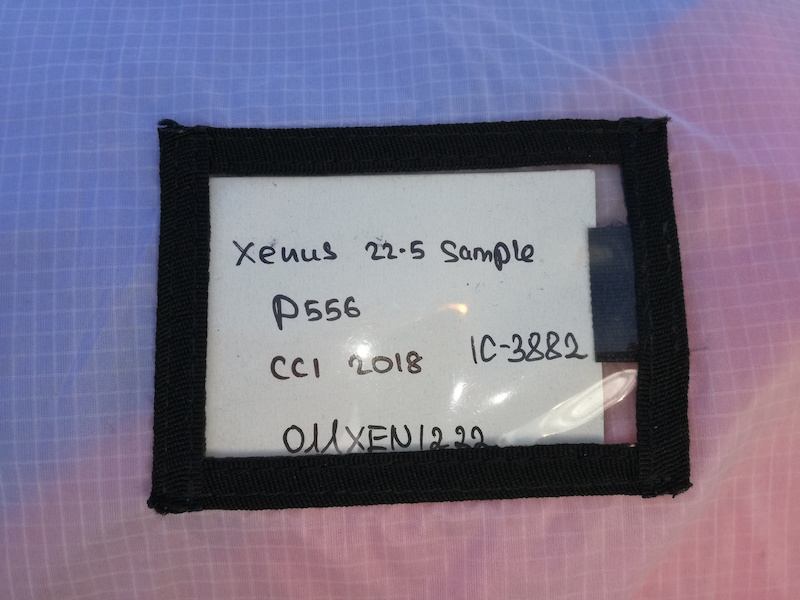 Xenus 22.5 Sample
P556
CCI 2018 IC-3882
011XEN1222